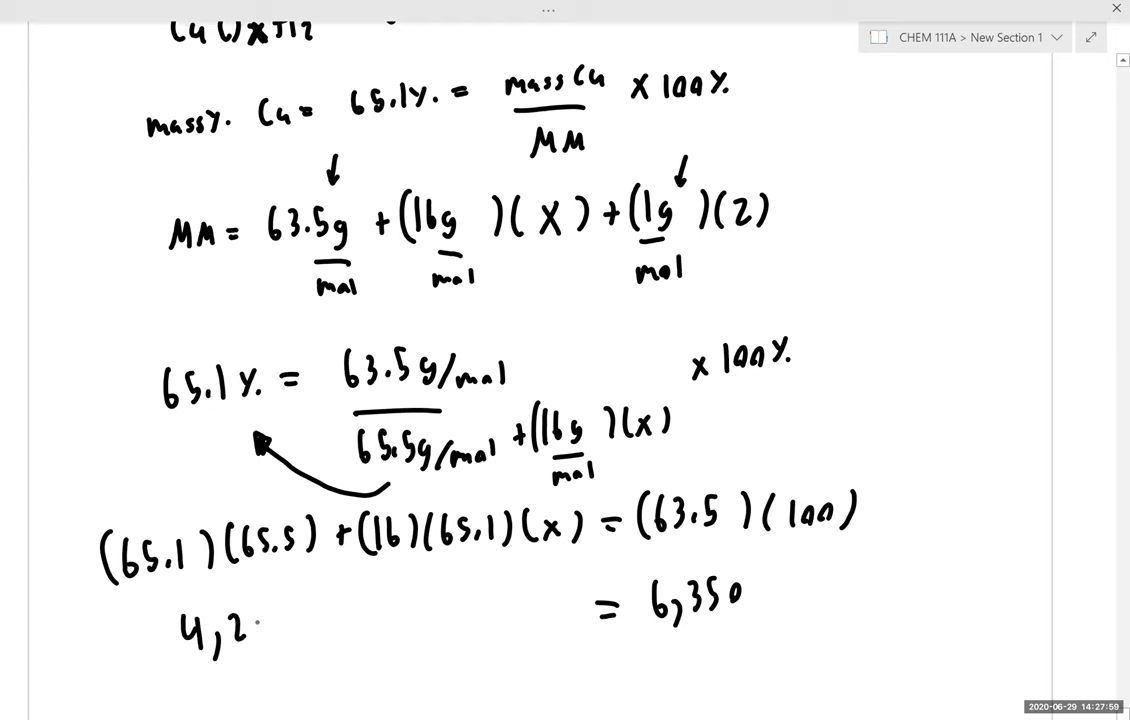 CHEM 111A > New Section 1
mass%. Cu = 65.1%. = mass Cu / MM x 100%
MM = 63.5g/mol + (16g/mol)(x) + (1g/mol)(2)
65.1%. = 63.5g/mol / 65.5g/mol + (16g/mol)(x) x 100%.
(65.1)(65.5) + (16)(65.1)(x) = (63.5)(100)
4,2 = 6,350
2020-06-29 14:27:59